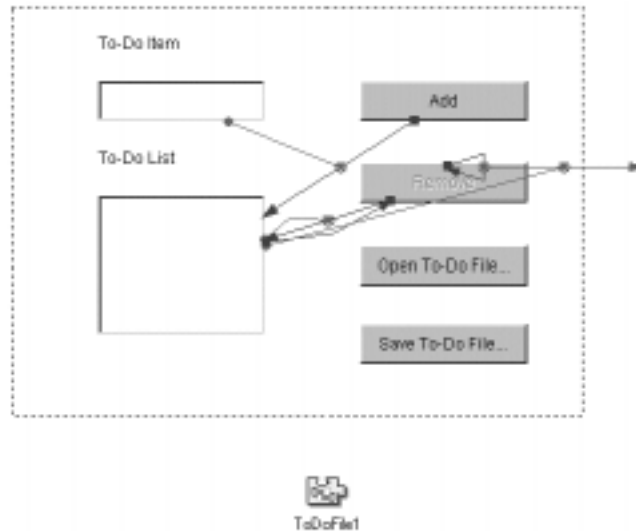 To-Do Item
Add
To-Do List
Remove
Open To-Do File...
Save To-Do File...
ToDoFile1